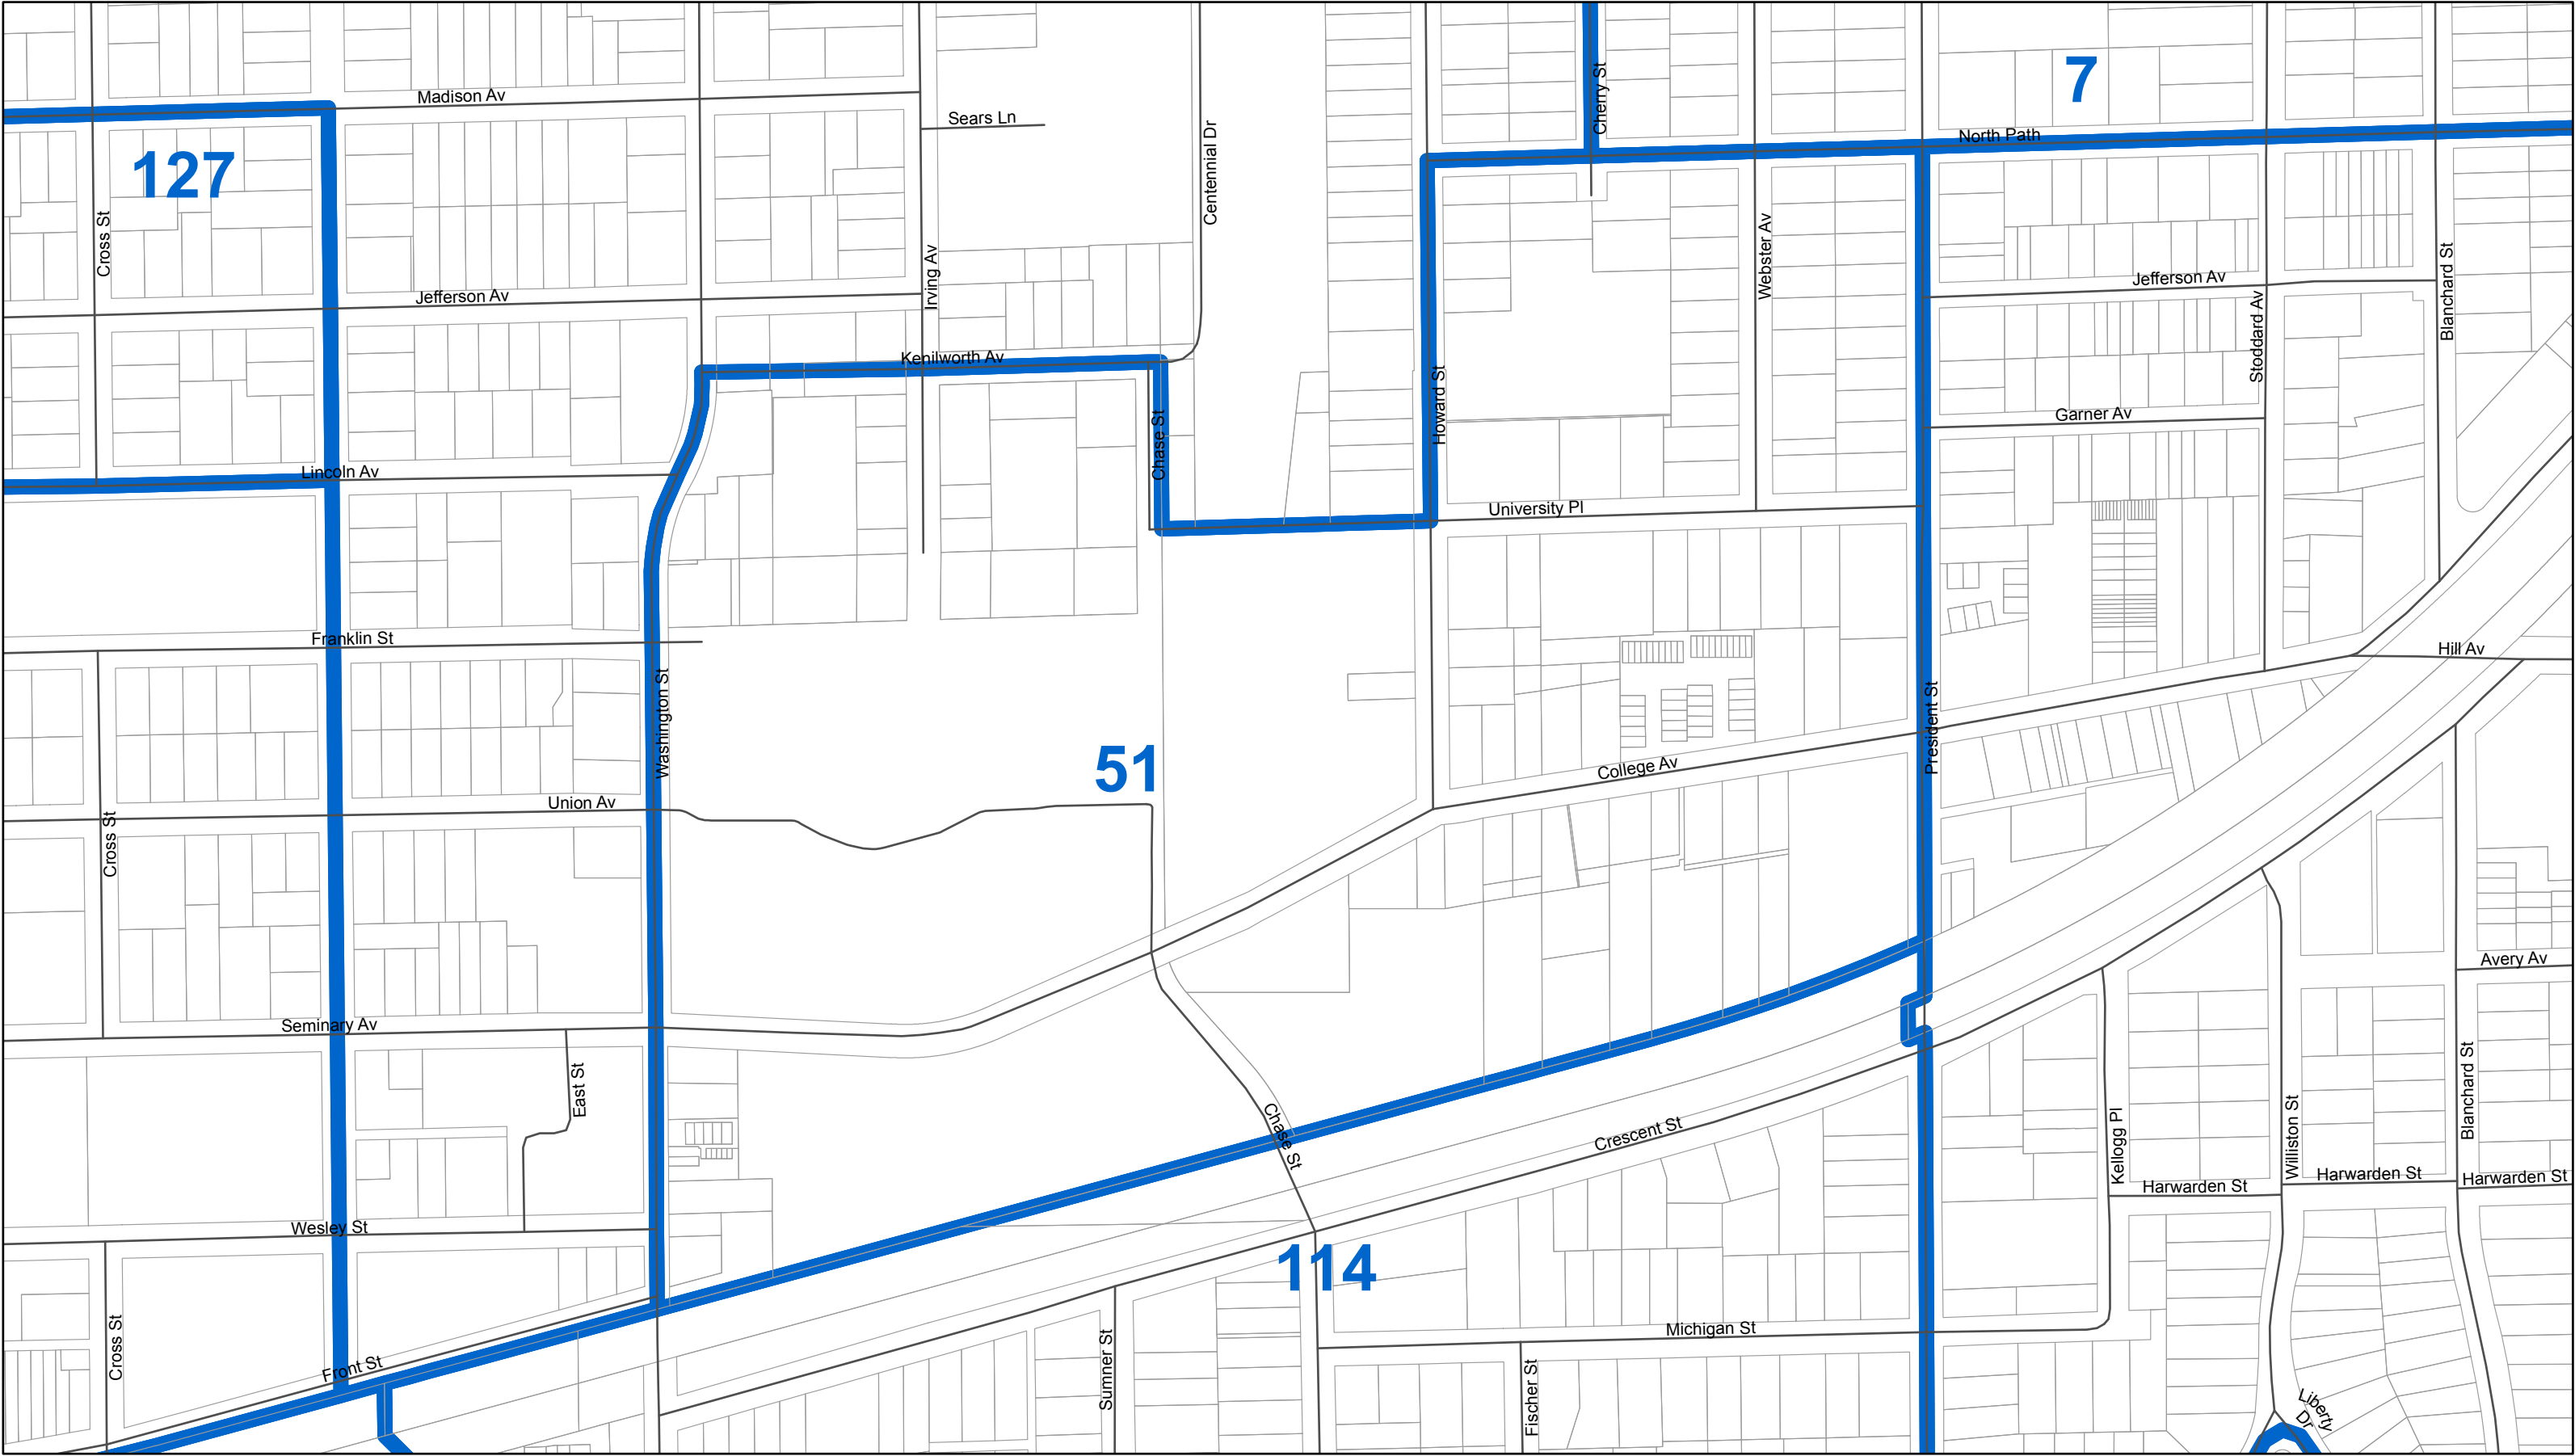 7
Cherry St
Madison Av
Sears Ln
Centennial Dr
North Path
127
Cross St
Irving Av
Webster Av
Jefferson Av
Jefferson Av
Blanchard St
Stoddard Av
Kenilworth Av
Howard St
Chase St
Garner Av
Lincoln Av
University Pl
Franklin St
Hill Av
Washington St
President St
51
College Av
Union Av
Cross St
Avery Av
Seminary Av
East St
Chase St
Crescent St
Kellogg Pl
Williston St
Blanchard St
Harwarden St
Harwarden St
Harwarden St
Wesley St
114
Michigan St
Cross St
Front St
Sumner St
Fischer St
Liberty
Dr